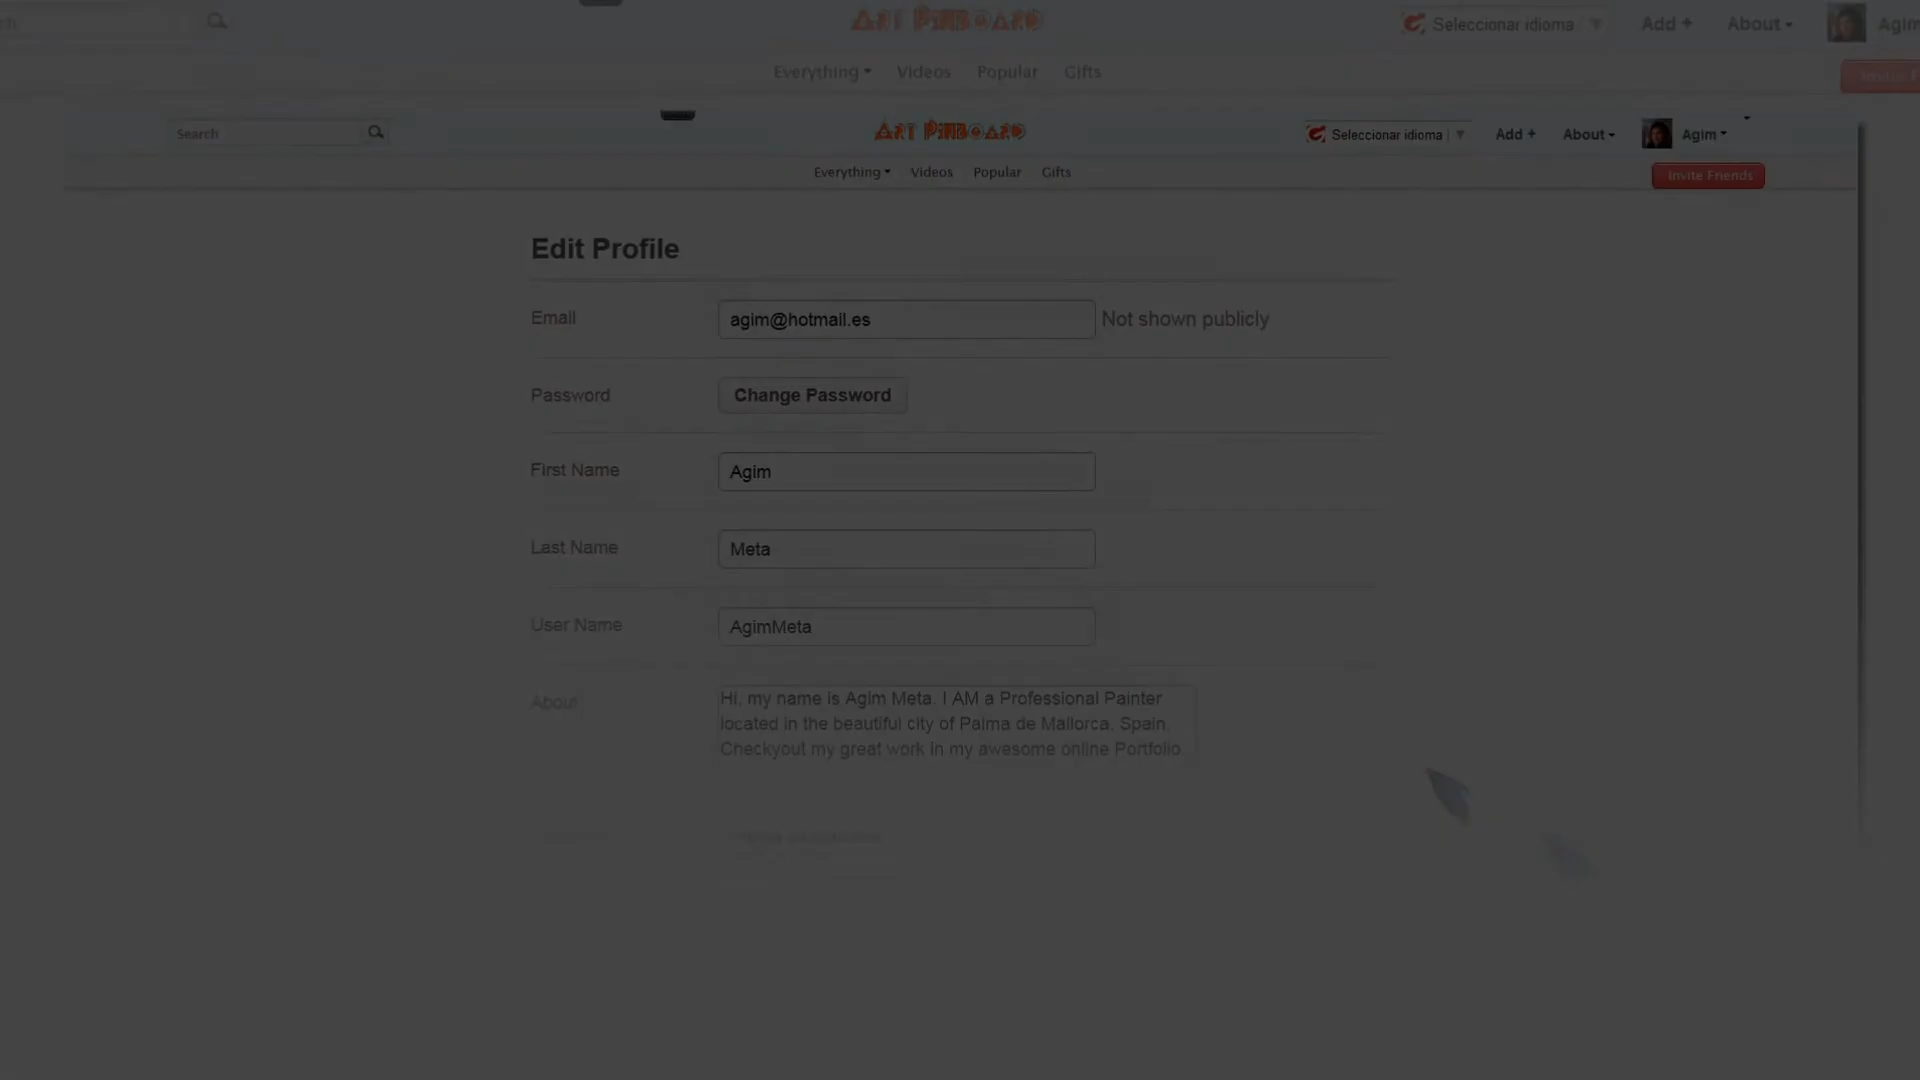 ch
ART PINBOARD
Seleccionar idioma
Add +
About
Agim
Everything
Videos
Popular
Gifts
Invite F
Search
ART PINBOARD
Seleccionar idioma
Add +
About
Agim
Everything
Videos
Popular
Gifts
Invite Friends
Edit Profile
Email
agim@hotmail.es
Not shown publicly
Password
Change Password
First Name
Agim
Last Name
Meta
User Name
AgimMeta
About
Hi, my name is Agim Meta. I AM a Professional Painter
located in the beautiful city of Palma de Mallorca, Spain.
Checkyout my great work in my awesome online Portfolio.